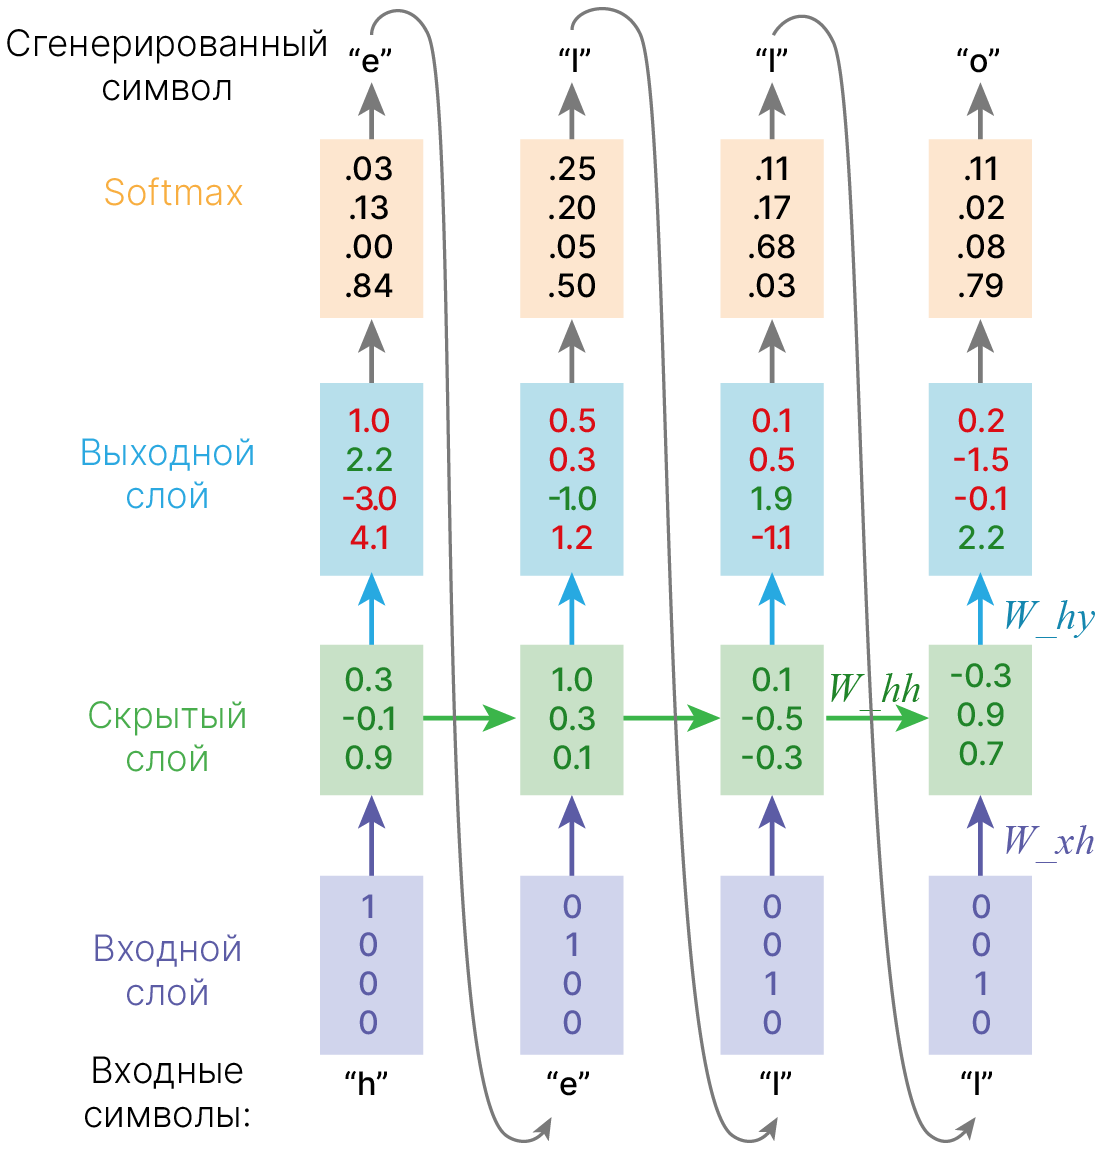 Сгенерированный
символ
“e” “l” “l” “o”
Softmax
.03 .25 .11 .11
.13 .20 .17 .02
.00 .05 .68 .08
.84 .50 .03 .79
Выходной
слой
1.0 0.5 0.1 0.2
2.2 0.3 0.5 -1.5
-3.0 -1.0 1.9 -0.1
4.1 1.2 -1.1 2.2
W_hy
Скрытый
слой
0.3 1.0 0.1 -0.3
-0.1 0.3 -0.5 0.9
0.9 0.1 -0.3 0.7
W_hh
W_xh
Входной
слой
1 0 0 0
0 1 0 0
0 0 1 1
0 0 0 0
Входные
символы:
“h” “e” “l” “l”